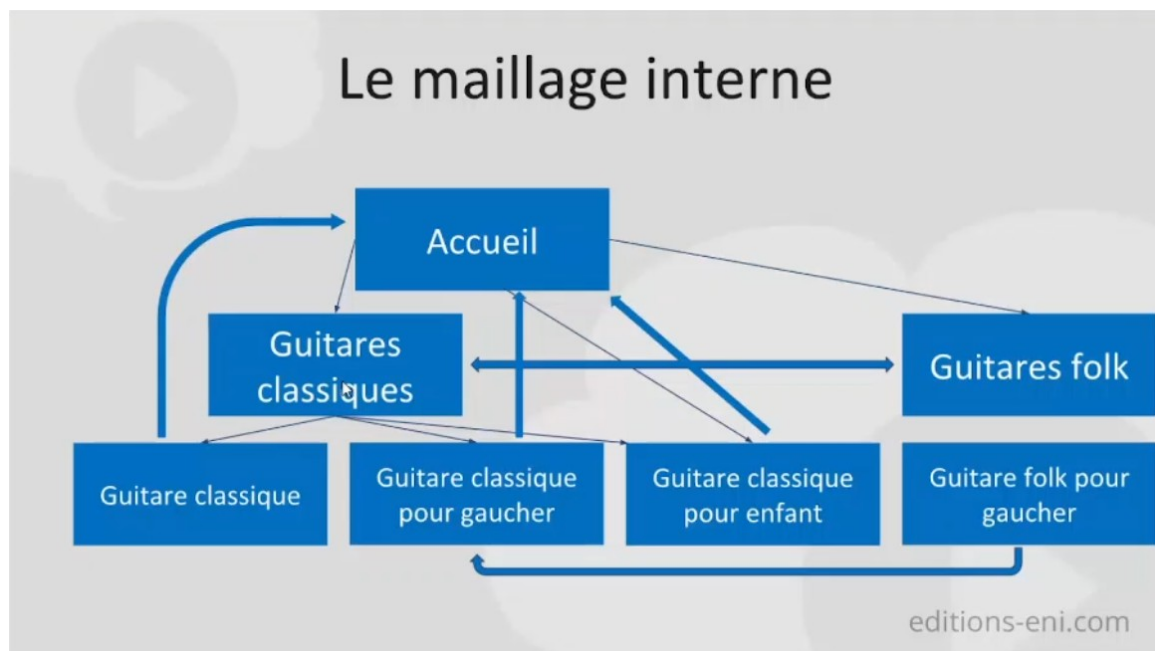 Le maillage interne
Accueil
Guitares
classiques
Guitares folk
Guitare classique
Guitare classique
pour gaucher
Guitare classique
pour enfant
Guitare folk pour
gaucher
editions-eni.com